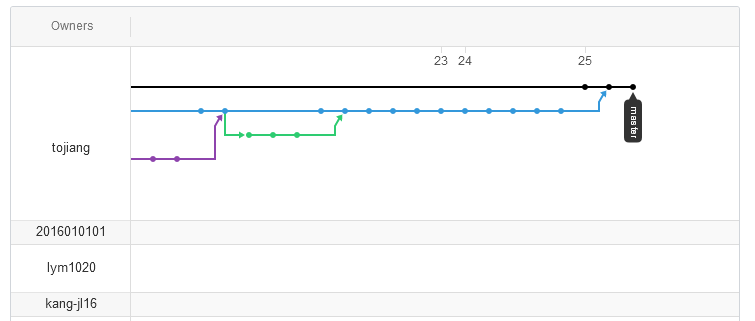 Owners
23 24 25
master
tojiang
2016010101
lym1020
kang-jl16